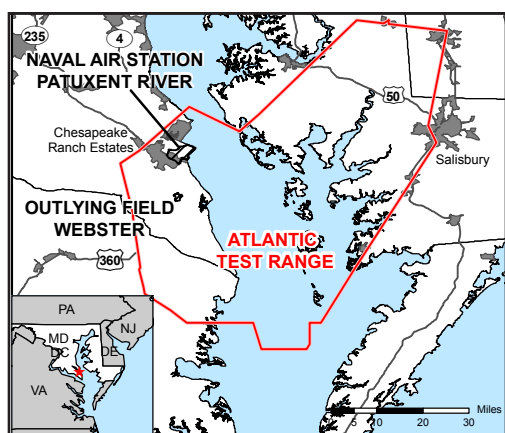 235
4
NAVAL AIR STATION
PATUXENT RIVER
50
Chesapeake
Ranch Estates
Salisbury
OUTLYING FIELD
WEBSTER
ATLANTIC
TEST RANGE
360
PA
NJ
MD
DC
DE
VA
Miles
5
10
20
30